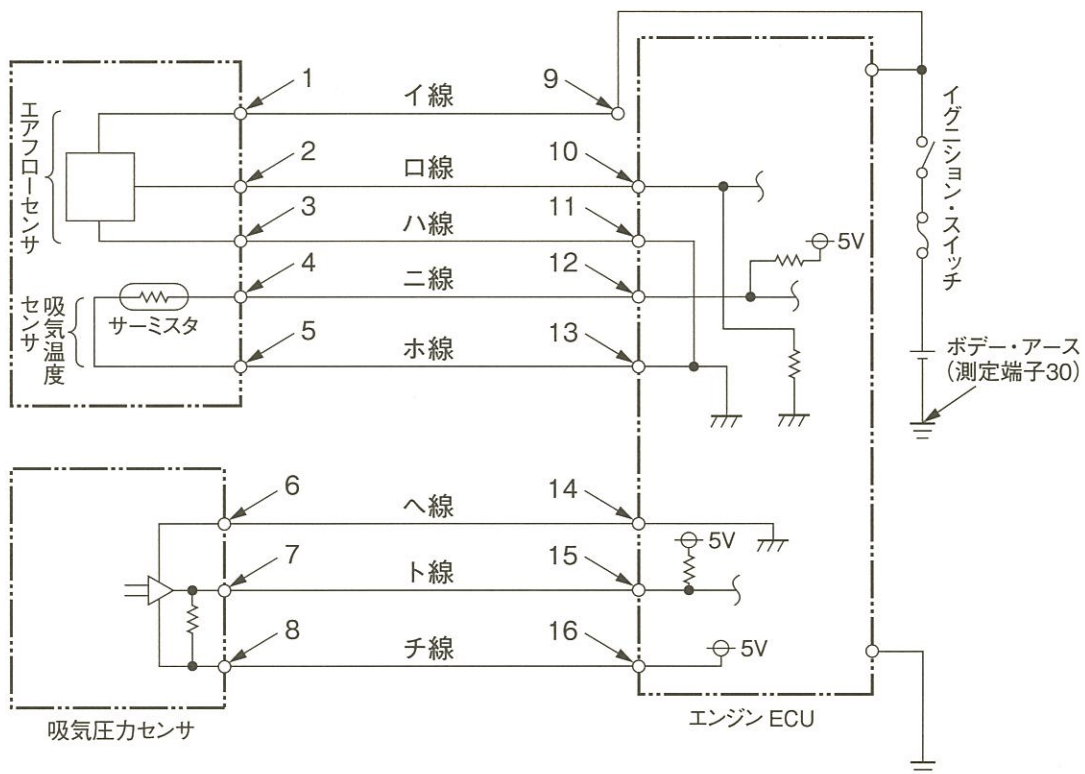 エアフローセンサ
吸気温度
センサ
サーミスタ
1
2
3
4
5
イ線
ロ線
ハ線
ニ線
ホ線
9
10
11
12
13
5V
イグニション・スイッチ
ボデー・アース
(測定端子30)
6
7
8
ヘ線
ト線
チ線
14
15
16
5V
5V
吸気圧力センサ
エンジン ECU